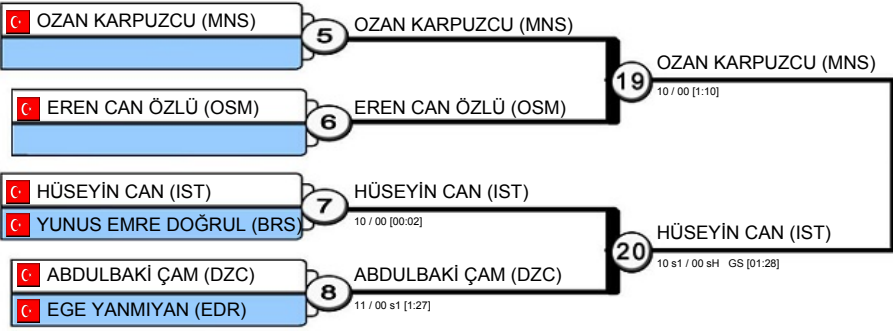 OZAN KARPUZCU (MNS)
5
OZAN KARPUZCU (MNS)
19
OZAN KARPUZCU (MNS)
10 / 00 [1:10]
EREN CAN ÖZLÜ (OSM)
6
EREN CAN ÖZLÜ (OSM)
HÜSEYİN CAN (IST)
YUNUS EMRE DOĞRUL (BRS)
7
HÜSEYİN CAN (IST)
10 / 00 [00:02]
20
HÜSEYİN CAN (IST)
10 s1 / 00 sH GS [01:28]
ABDULBAKİ ÇAM (DZC)
EGE YANMIYAN (EDR)
8
ABDULBAKİ ÇAM (DZC)
11 / 00 s1 [1:27]